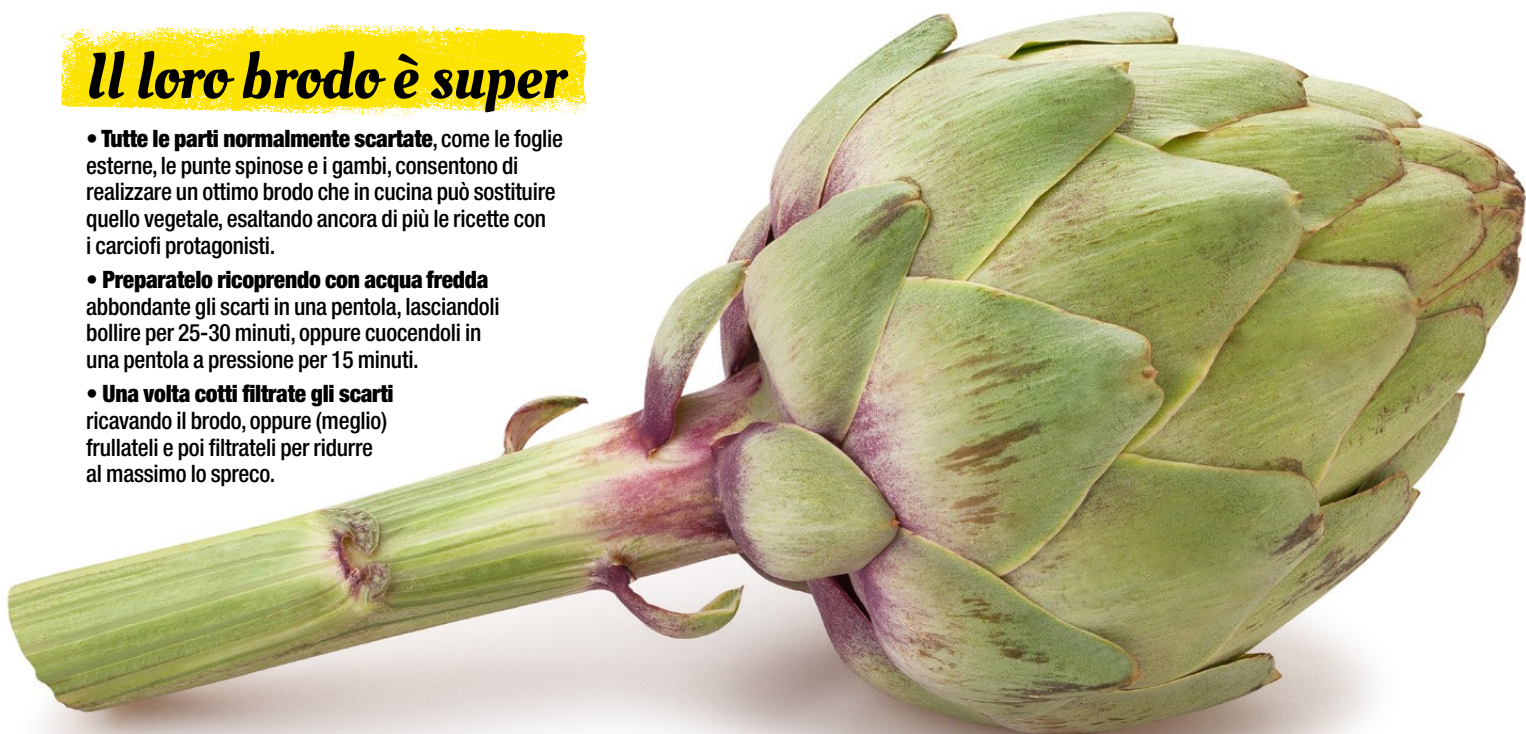 Il loro brodo è super
• Tutte le parti normalmente scartate, come le foglie
esterne, le punte spinose e i gambi, consentono di
realizzare un ottimo brodo che in cucina può sostituire
quello vegetale, esaltando ancora di più le ricette con
i carciofi protagonisti.
• Preparatelo ricoprendo con acqua fredda
abbondante gli scarti in una pentola, lasciandoli
bollire per 25-30 minuti, oppure cuocendoli in
una pentola a pressione per 15 minuti.
• Una volta cotti filtrate gli scarti
ricavando il brodo, oppure (meglio)
frullateli e poi filtrateli per ridurre
al massimo lo spreco.